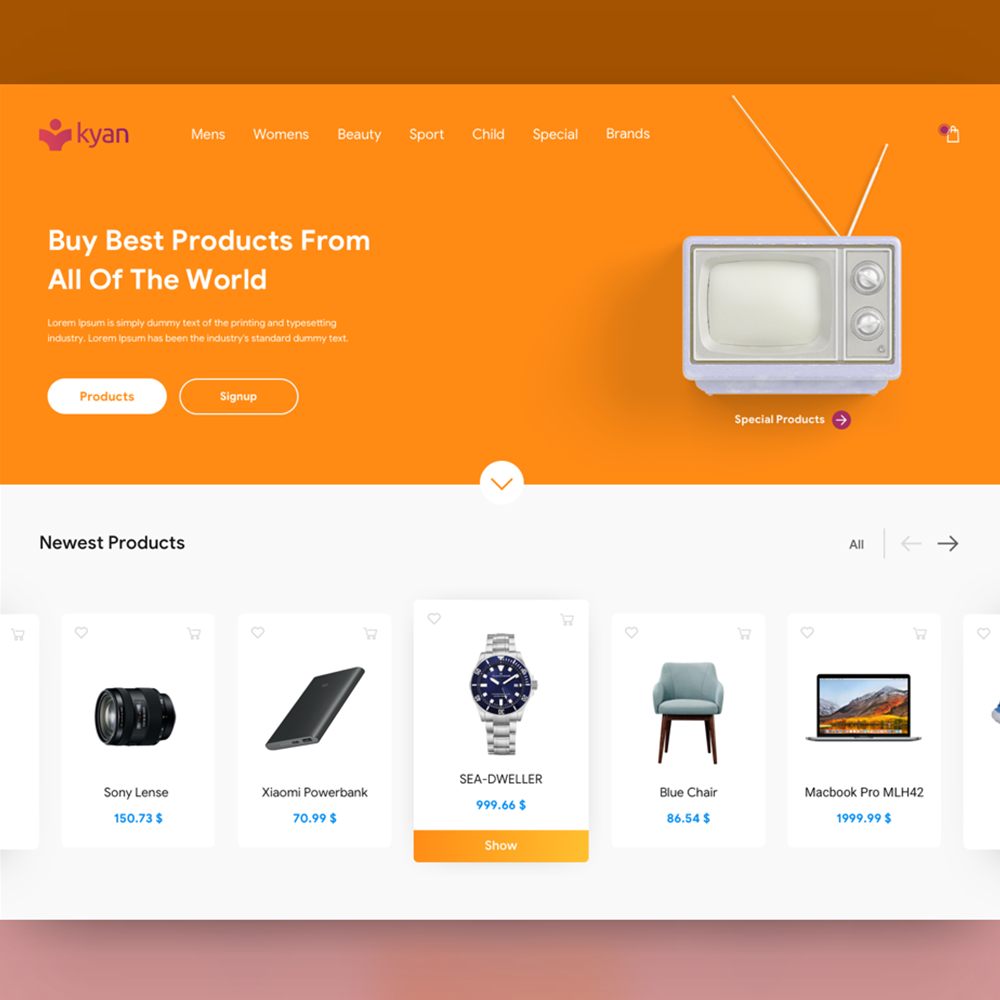 kyan
Mens Womens Beauty Sport Child Special Brands
Buy Best Products From
All Of The World
Lorem Ipsum is simply dummy text of the printing and typesetting
industry. Lorem Ipsum has been the industry's standard dummy text.
Products Signup
Special Products
Newest Products
All
Sony Lense
150.73 $
Xiaomi Powerbank
70.99 $
SEA-DWELLER
999.66 $
Show
Blue Chair
86.54 $
Macbook Pro MLH42
1999.99 $